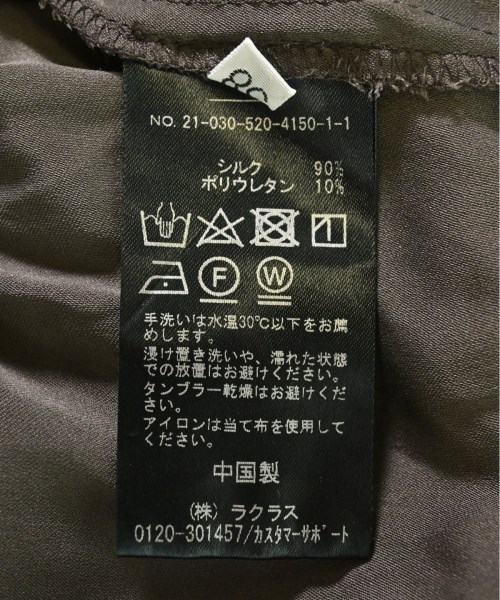 80
NO. 21-030-520-4150-1-1
シルク 90%
ポリウレタン 10%
F W
手洗いは水温30℃以下をお薦
めします。
浸け置き洗いや、濡れた状態
での放置はお避けください。
タンブラー乾燥はお避けくだ
さい。
アイロンは当て布を使用して
ください。
中国製
(株) ラクラス
0120-301457/カスタマーサポート